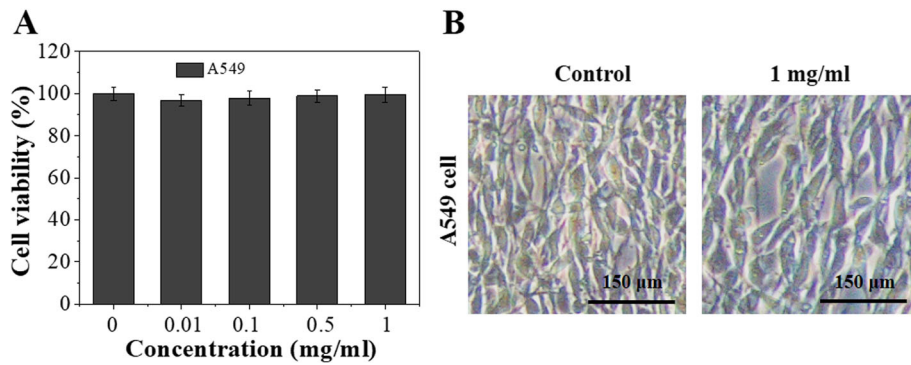 A
Cell viability (%)
120
100
80
60
40
20
0
A549
0 0.01 0.1 0.5 1
Concentration (mg/ml)
B
Control 1 mg/ml
A549 cell
150 μm 150 μm